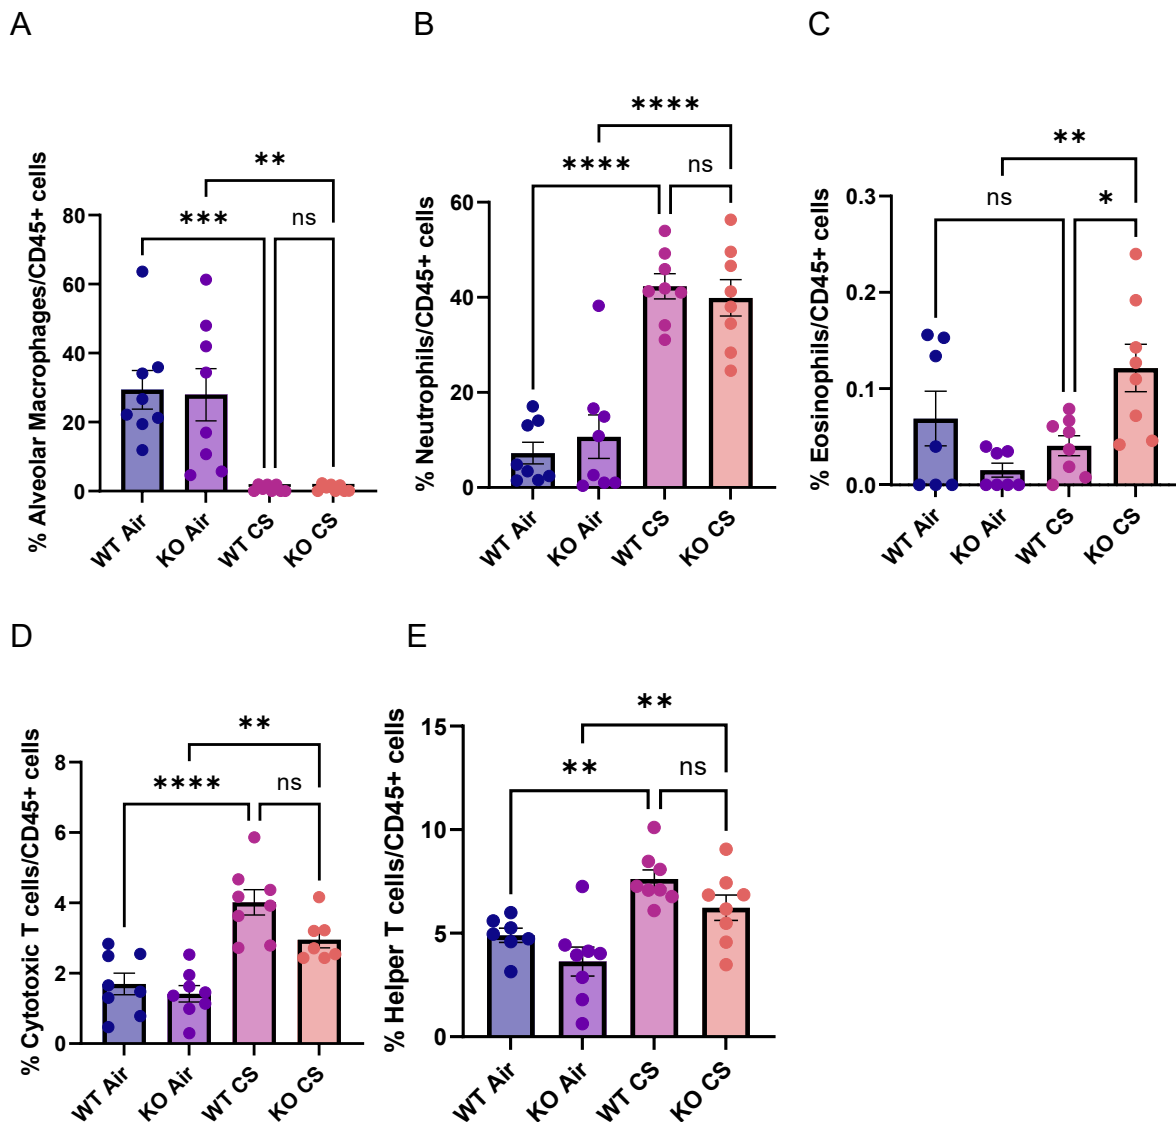 A
% Alveolar Macrophages/CD45+ cells
80
60
40
20
0
***
**
ns
WT Air
KO Air
WT CS
KO CS
B
% Neutrophils/CD45+ cells
60
40
20
0
****
****
ns
WT Air
KO Air
WT CS
KO CS
C
% Eosinophils/CD45+ cells
0.3
0.2
0.1
0.0
ns
**
*
WT Air
KO Air
WT CS
KO CS
D
% Cytotoxic T cells/CD45+ cells
8
6
4
2
0
****
**
ns
WT Air
KO Air
WT CS
KO CS
E
% Helper T cells/CD45+ cells
15
10
5
0
**
**
ns
WT Air
KO Air
WT CS
KO CS